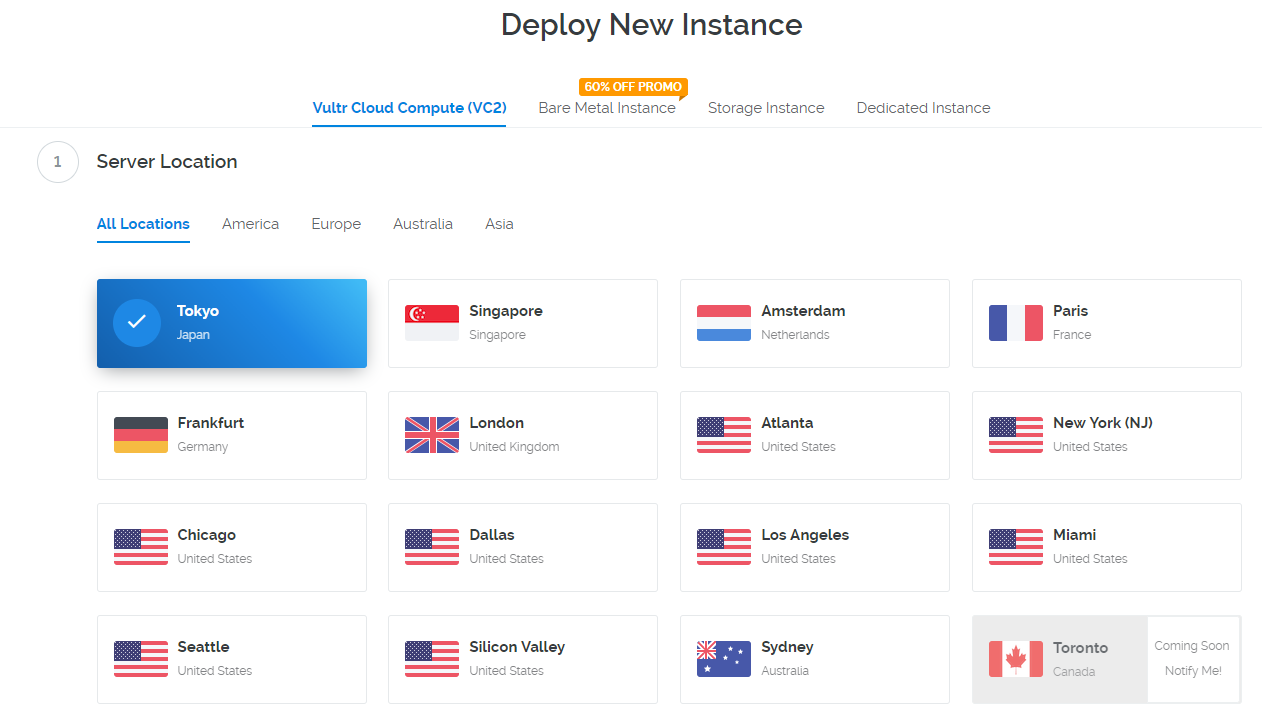 Deploy New Instance
60% OFF PROMO
Vultr Cloud Compute (VC2) Bare Metal Instance Storage Instance Dedicated Instance
1 Server Location
All Locations America Europe Australia Asia
Tokyo
Japan
Singapore
Singapore
Amsterdam
Netherlands
Paris
France
Frankfurt
Germany
London
United Kingdom
Atlanta
United States
New York (NJ)
United States
Chicago
United States
Dallas
United States
Los Angeles
United States
Miami
United States
Seattle
United States
Silicon Valley
United States
Sydney
Australia
Toronto
Canada
Coming Soon
Notify Me!